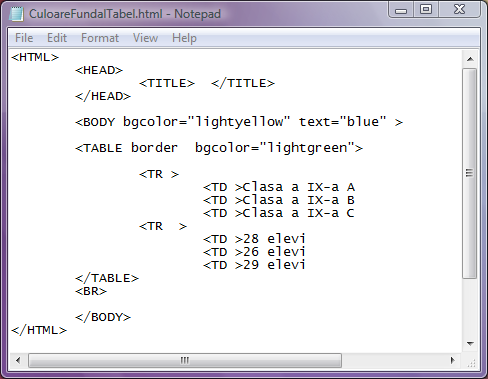 CuloareFundalTabel.html - Notepad
File Edit Format View Help
<HTML>
<HEAD>
<TITLE> </TITLE>
</HEAD>
<BODY bgcolor="lightyellow" text="blue" >
<TABLE border bgcolor="lightgreen">
<TR >
<TD >Clasa a IX-a A
<TD >Clasa a IX-a B
<TD >Clasa a IX-a C
<TR >
<TD >28 elevi
<TD >26 elevi
<TD >29 elevi
</TABLE>
<BR>
</BODY>
</HTML>